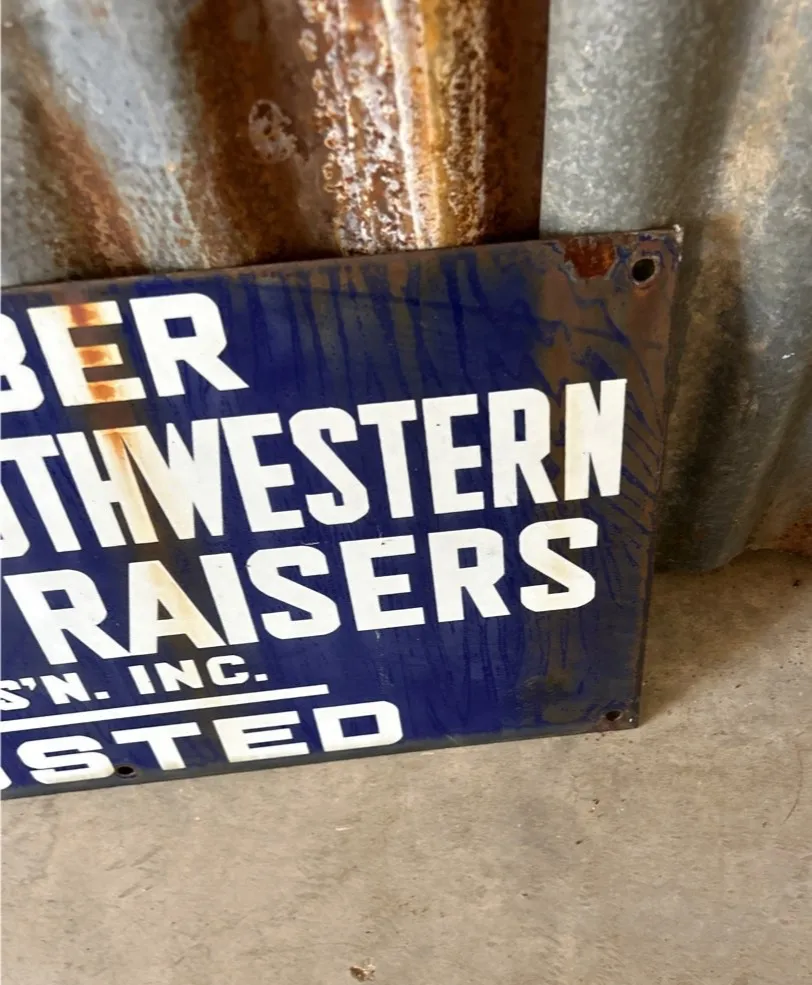 BER
THWESTERN
RAISERS
S'N. INC.
STED